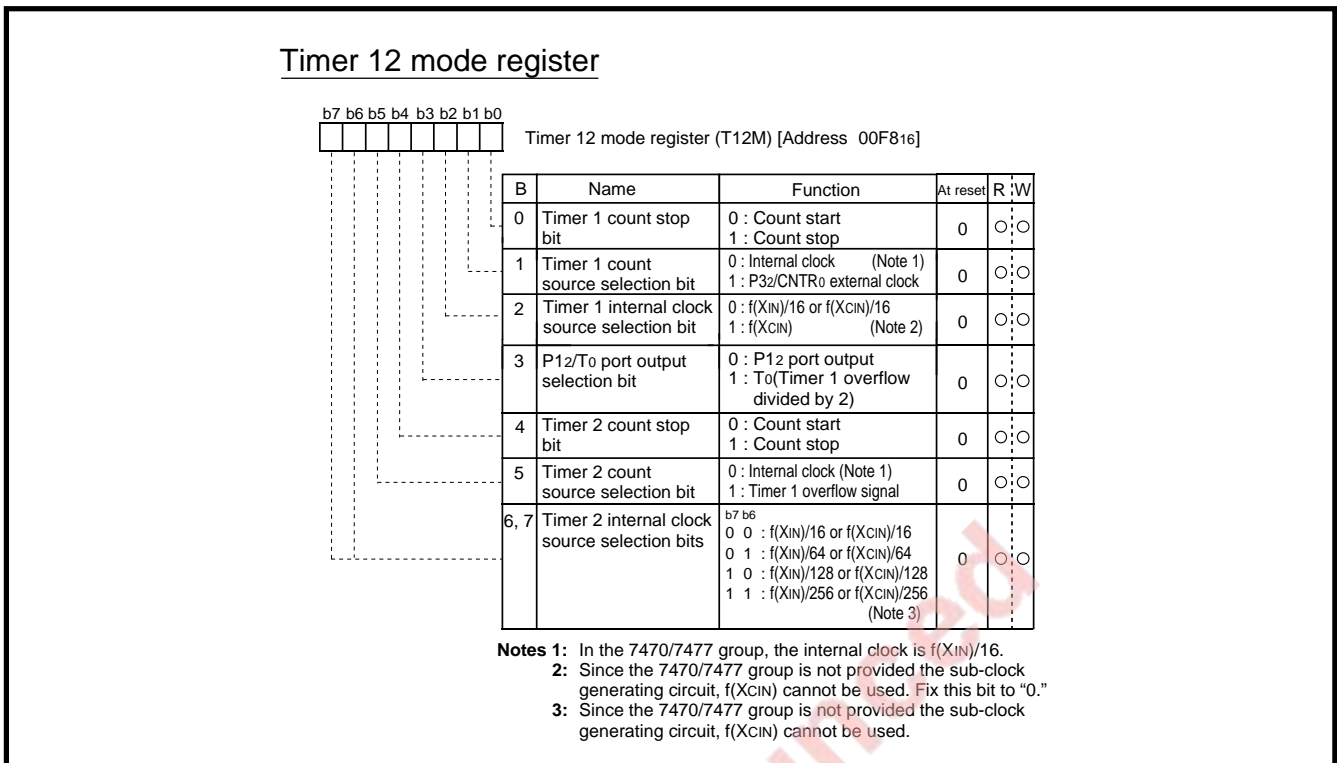 Timer 12 mode register
b7 b6 b5 b4 b3 b2 b1 b0
Timer 12 mode register (T12M) [Address 00F816]
B Name Function At reset R W
0 Timer 1 count stop bit 0 : Count start 0
1 : Count stop
1 Timer 1 count source selection bit 0 : Internal clock (Note 1) 0
1 : P32/CNTR0 external clock
2 Timer 1 internal clock source selection bit 0 : f(XIN)/16 or f(XCIN)/16 0
1 : f(XCIN) (Note 2)
3 P12/T0 port output selection bit 0 : P12 port output 0
1 : T0(Timer 1 overflow
divided by 2)
4 Timer 2 count stop bit 0 : Count start 0
1 : Count stop
5 Timer 2 count source selection bit 0 : Internal clock (Note 1) 0
1 : Timer 1 overflow signal
6, 7 Timer 2 internal clock source selection bits b7 b6 0
0 0 : f(XIN)/16 or f(XCIN)/16
0 1 : f(XIN)/64 or f(XCIN)/64
1 0 : f(XIN)/128 or f(XCIN)/128
1 1 : f(XIN)/256 or f(XCIN)/256
(Note 3)
Notes 1: In the 7470/7477 group, the internal clock is f(XIN)/16.
2: Since the 7470/7477 group is not provided the sub-clock
generating circuit, f(XCIN) cannot be used. Fix this bit to “0.”
3: Since the 7470/7477 group is not provided the sub-clock
generating circuit, f(XCIN) cannot be used.